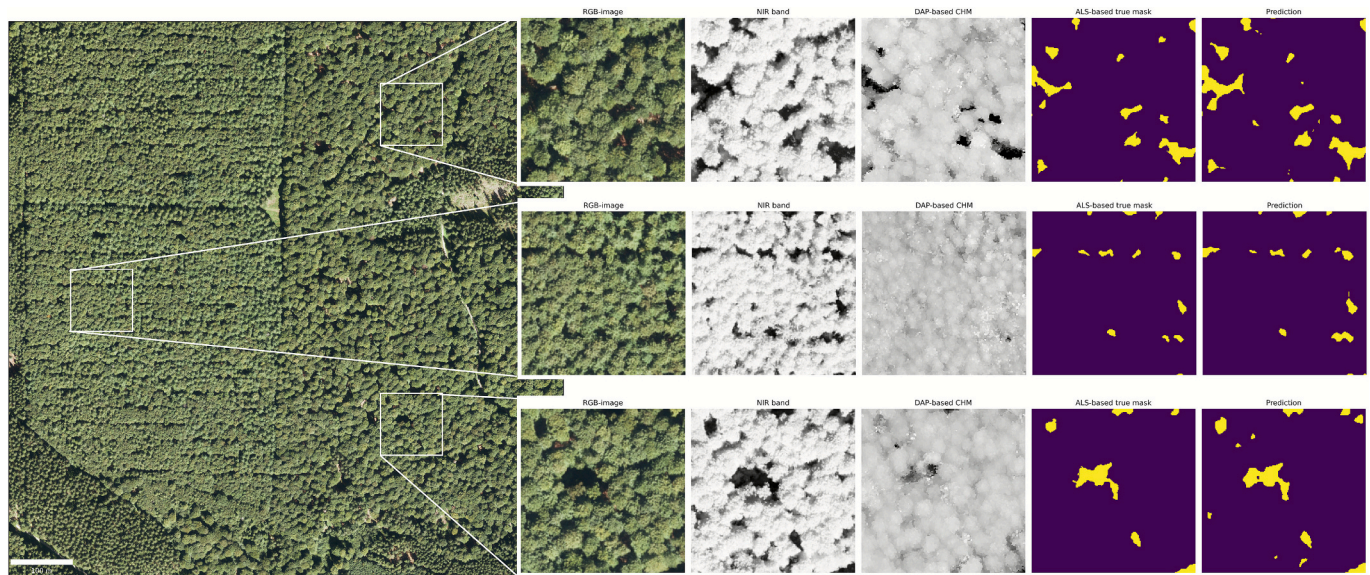 RGB-image
NIR band
DAP-based CHM
ALS-based true mask
Prediction
RGB-image
NIR band
DAP-based CHM
ALS-based true mask
Prediction
RGB-image
NIR band
DAP-based CHM
ALS-based true mask
Prediction
100 m